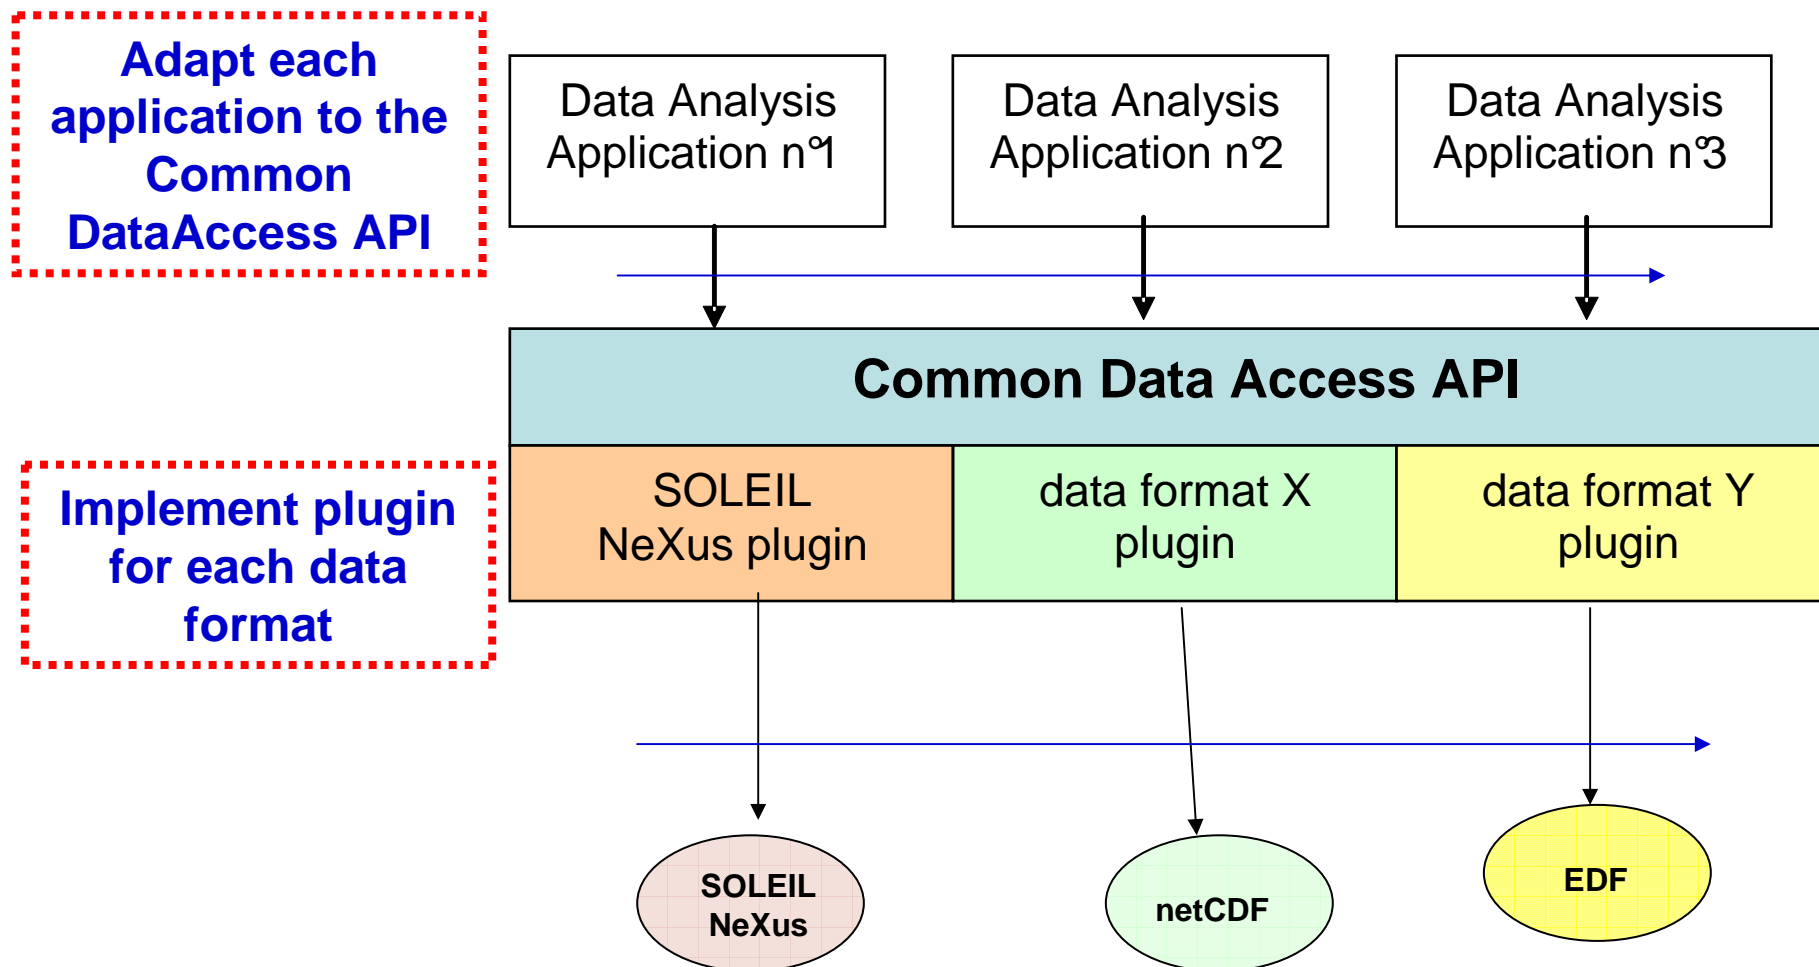 Adapt each
application to the
Common
DataAccess API
Data Analysis
Application n°1
Data Analysis
Application n°2
Data Analysis
Application n°3
Common Data Access API
Implement plugin
for each data
format
SOLEIL
NeXus plugin
data format X
plugin
data format Y
plugin
SOLEIL
NeXus
netCDF
EDF